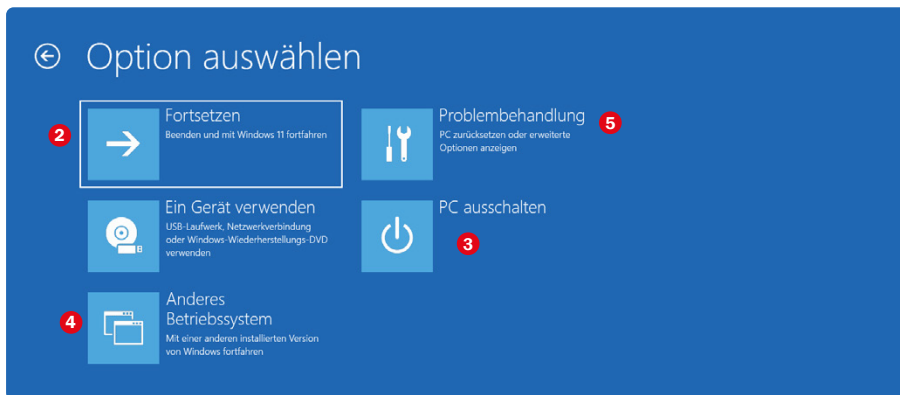 Option auswählen
2
Fortsetzen
Beenden und mit Windows 11 fortfahren
Problembehandlung
5
PC zurücksetzen oder erweiterte
Optionen anzeigen
Ein Gerät verwenden
USB-Laufwerk, Netzwerkverbindung
oder Windows-Wiederherstellungs-DVD
verwenden
PC ausschalten
3
4
Anderes
Betriebssystem
Mit einer anderen installierten Version
von Windows fortfahren